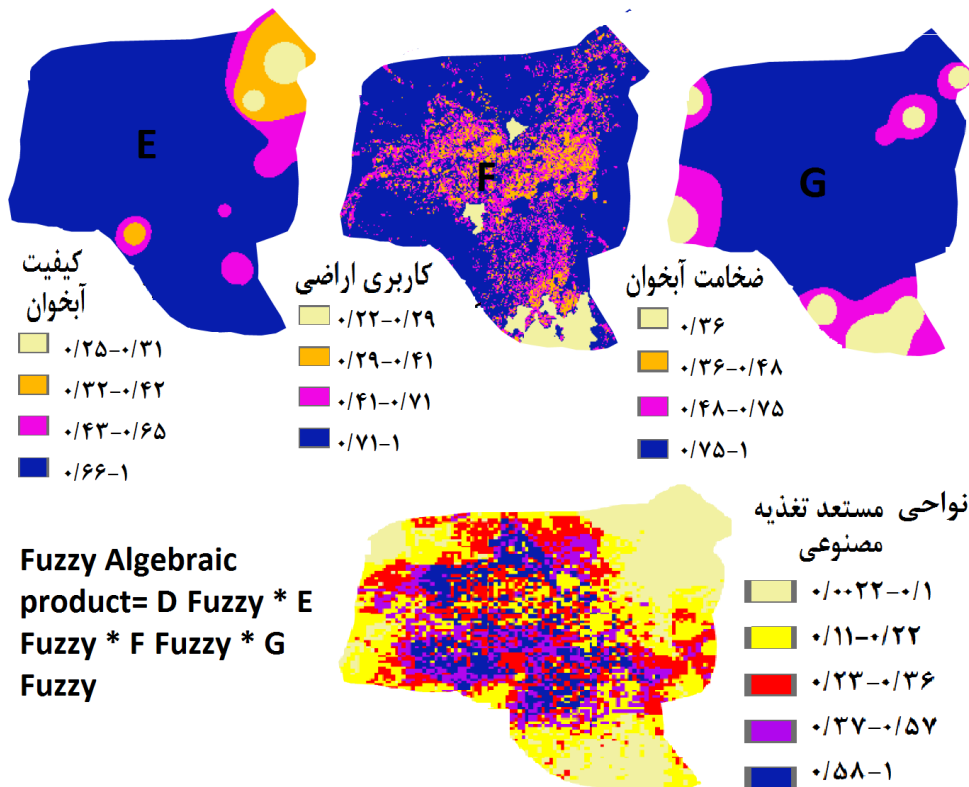 E
F
G
کیفیت
آبخوان
۰/۲۵-۰/۳۱
۰/۳۲-۰/۴۲
۰/۴۳-۰/۶۵
۰/۶۶-۱
کاربری اراضی
۰/۲۲-۰/۲۹
۰/۲۹-۰/۴۱
۰/۴۱-۰/۷۱
۰/۷۱-۱
ضخامت آبخوان
۰/۳۶
۰/۳۶-۰/۴۸
۰/۴۸-۰/۷۵
۰/۷۵-۱
Fuzzy Algebraic
product= D Fuzzy * E
Fuzzy * F Fuzzy * G
Fuzzy
نواحی مستعد تغذیه
مصنوعی
۰/۰۰۲۲-۰/۱
۰/۱۱-۰/۲۲
۰/۲۳-۰/۳۶
۰/۳۷-۰/۵۷
۰/۵۸-۱